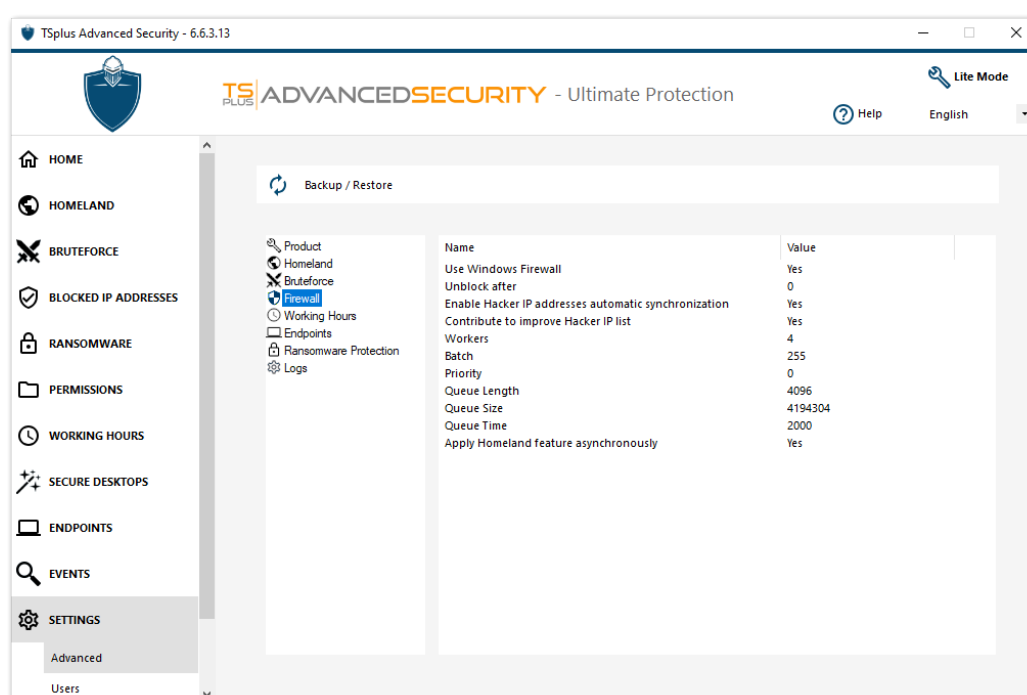 TSplus Advanced Security - 6.6.3.13
Lite Mode
TS PLUS ADVANCEDSECURITY - Ultimate Protection
Help
English
HOME
HOMELAND
BRUTEFORCE
BLOCKED IP ADDRESSES
RANSOMWARE
PERMISSIONS
WORKING HOURS
SECURE DESKTOPS
ENDPOINTS
EVENTS
SETTINGS
Advanced
Users
Backup / Restore
Product
Homeland
Bruteforce
Firewall
Working Hours
Endpoints
Ransomware Protection
Logs
Name Value
Use Windows Firewall Yes
Unblock after 0
Enable Hacker IP addresses automatic synchronization Yes
Contribute to improve Hacker IP list Yes
Workers 4
Batch 255
Priority 0
Queue Length 4096
Queue Size 4194304
Queue Time 2000
Apply Homeland feature asynchronously Yes